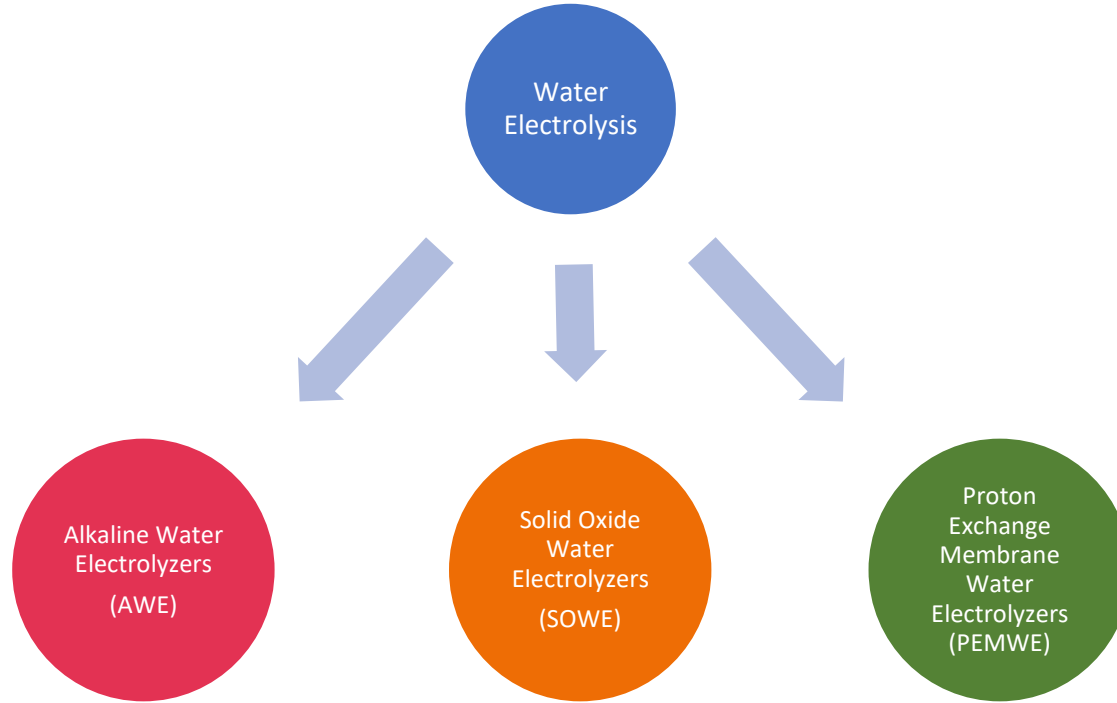 Water
Electrolysis
Alkaline Water
Electrolyzers
(AWE)
Solid Oxide
Water
Electrolyzers
(SOWE)
Proton
Exchange
Membrane
Water
Electrolyzers
(PEMWE)